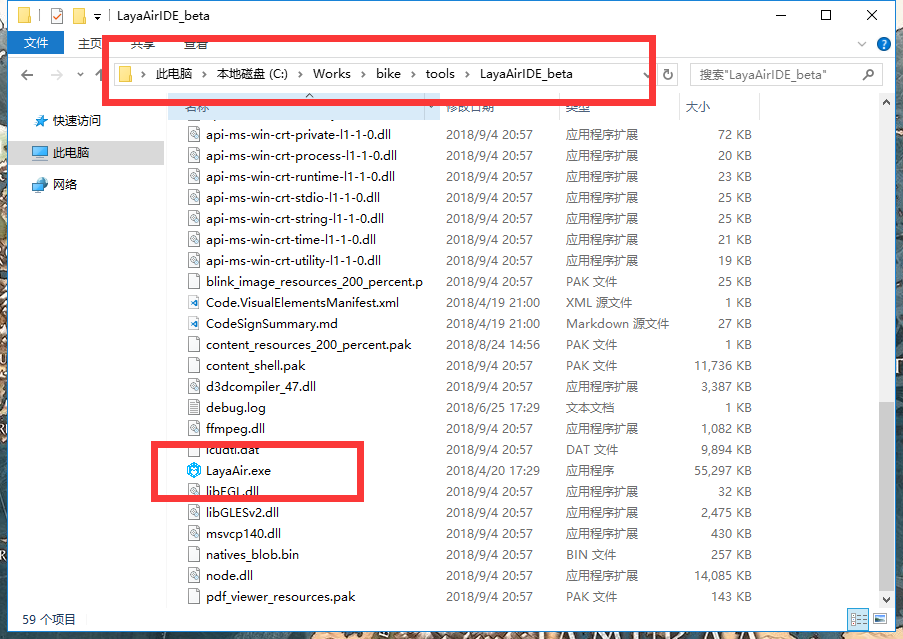 LayaAirIDE_beta
文件 主页 共享 查看
此电脑 本地磁盘 (C:) Works bike tools LayaAirIDE_beta 搜索"LayaAirIDE_beta"
快速访问
此电脑
网络
名称 修改日期 类型 大小
api-ms-win-crt-private-l1-1-0.dll 2018/9/4 20:57 应用程序扩展 72 KB
api-ms-win-crt-process-l1-1-0.dll 2018/9/4 20:57 应用程序扩展 20 KB
api-ms-win-crt-runtime-l1-1-0.dll 2018/9/4 20:57 应用程序扩展 23 KB
api-ms-win-crt-stdio-l1-1-0.dll 2018/9/4 20:57 应用程序扩展 25 KB
api-ms-win-crt-string-l1-1-0.dll 2018/9/4 20:57 应用程序扩展 25 KB
api-ms-win-crt-time-l1-1-0.dll 2018/9/4 20:57 应用程序扩展 21 KB
api-ms-win-crt-utility-l1-1-0.dll 2018/9/4 20:57 应用程序扩展 19 KB
blink_image_resources_200_percent.p 2018/9/4 20:57 PAK 文件 25 KB
Code.VisualElementsManifest.xml 2018/4/19 21:00 XML 源文件 1 KB
CodeSignSummary.md 2018/4/19 21:00 Markdown 源文件 27 KB
content_resources_200_percent.pak 2018/8/24 14:56 PAK 文件 1 KB
content_shell.pak 2018/9/4 20:57 PAK 文件 11,736 KB
d3dcompiler_47.dll 2018/9/4 20:57 应用程序扩展 3,387 KB
debug.log 2018/6/25 17:29 文本文档 1 KB
ffmpeg.dll 2018/9/4 20:57 应用程序扩展 1,082 KB
icudtl.dat 2018/9/4 20:57 DAT 文件 9,894 KB
LayaAir.exe 2018/4/20 17:29 应用程序 55,297 KB
libEGL.dll 2018/9/4 20:57 应用程序扩展 32 KB
libGLESv2.dll 2018/9/4 20:57 应用程序扩展 2,475 KB
msvcp140.dll 2018/9/4 20:57 应用程序扩展 430 KB
natives_blob.bin 2018/9/4 20:57 BIN 文件 257 KB
node.dll 2018/9/4 20:57 应用程序扩展 14,085 KB
pdf_viewer_resources.pak 2018/9/4 20:57 PAK 文件 143 KB
59 个项目